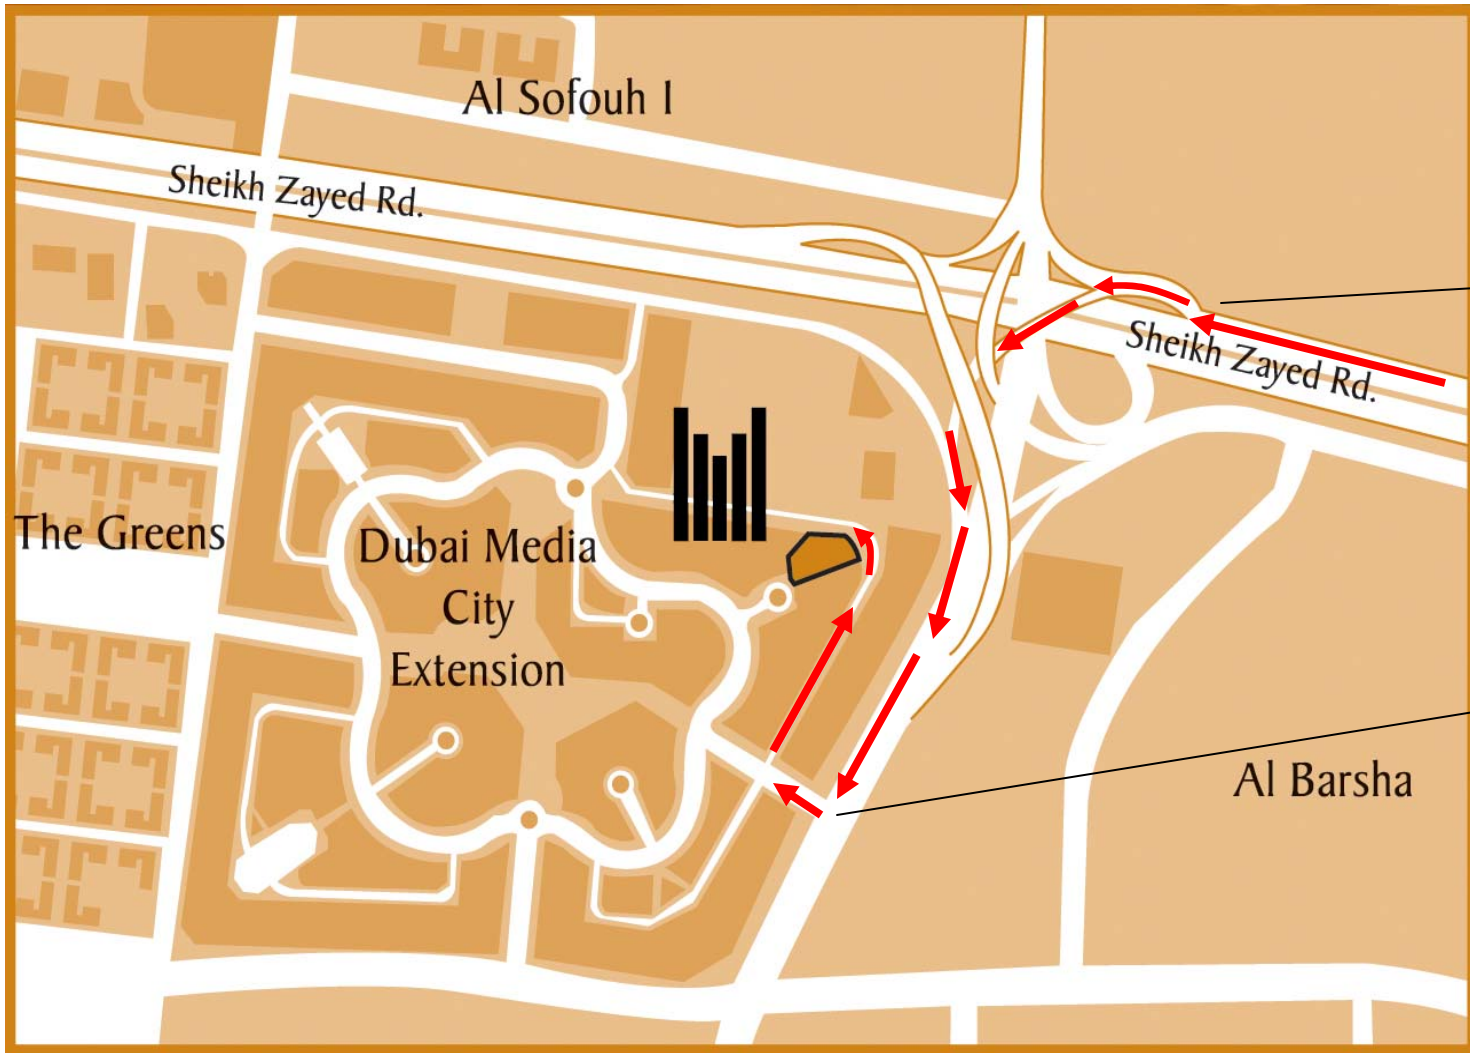 Al Sofouh I
Sheikh Zayed Rd.
Sheikh Zayed Rd.
The Greens
Dubai Media
City
Extension
Al Barsha